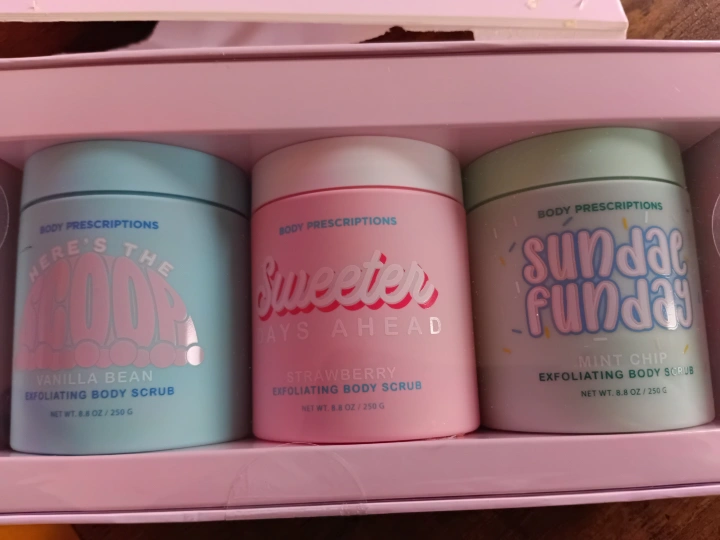 BODY PRESCRIPTIONS
HERE'S THE
SCOOP
VANILLA BEAN
EXFOLIATING BODY SCRUB
NET WT. 8.8 OZ / 250 G
BODY PRESCRIPTIONS
Sweeter
DAYS AHEAD
STRAWBERRY
EXFOLIATING BODY SCRUB
NET WT. 8.8 OZ / 250 G
BODY PRESCRIPTIONS
sundae
funday
MINT CHIP
EXFOLIATING BODY SCRUB
NET WT. 8.8 OZ / 250 G